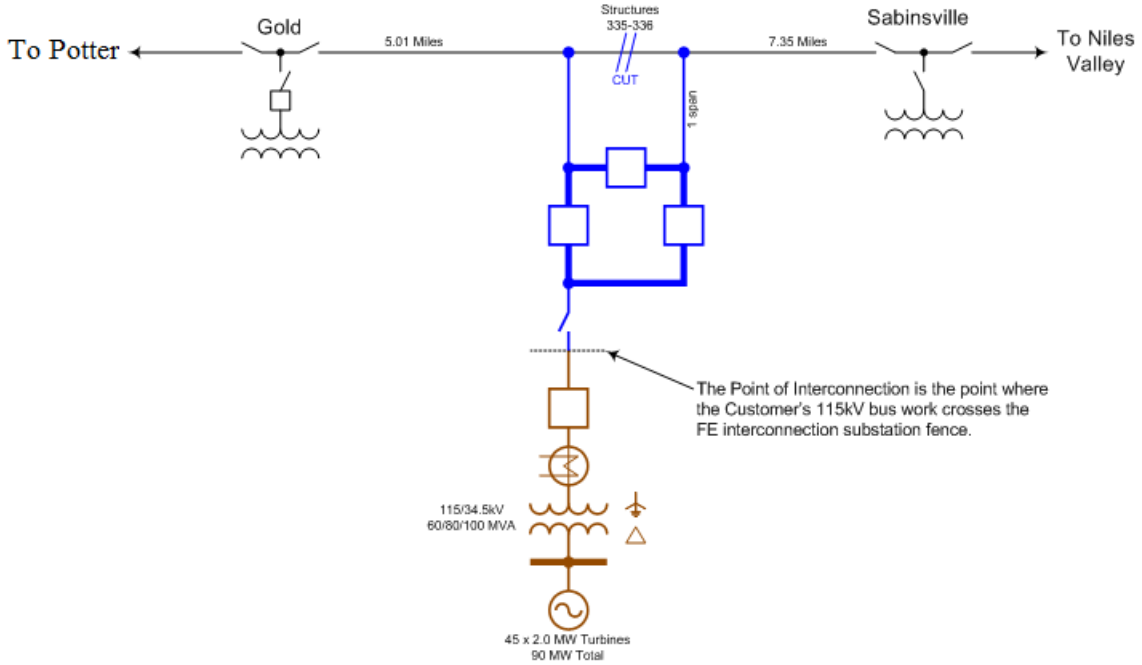 Structures
335-336
Gold
Sabinsville
To Potter
5.01 Miles
7.35 Miles
To Niles
Valley
CUT
1 span
The Point of Interconnection is the point where
the Customer's 115kV bus work crosses the
FE interconnection substation fence.
115/34.5kV
60/80/100 MVA
45 x 2.0 MW Turbines
90 MW Total